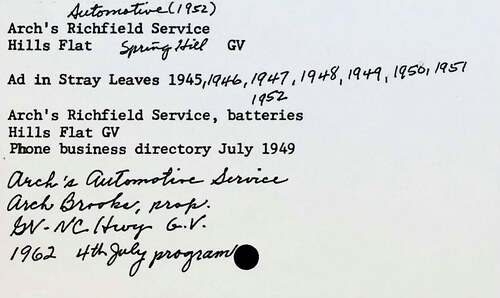 Automotive (1952)
Arch's Richfield Service
Hills Flat Spring Hill GV
Ad in Stray Leaves 1945, 1946, 1947, 1948, 1949, 1950, 1951
1952
Arch's Richfield Service, batteries
Hills Flat GV
Phone business directory July 1949
Arch's Automotive Service
Arch Brooke, prop.
GV-NC Hwy G.V.
1962 4th July program